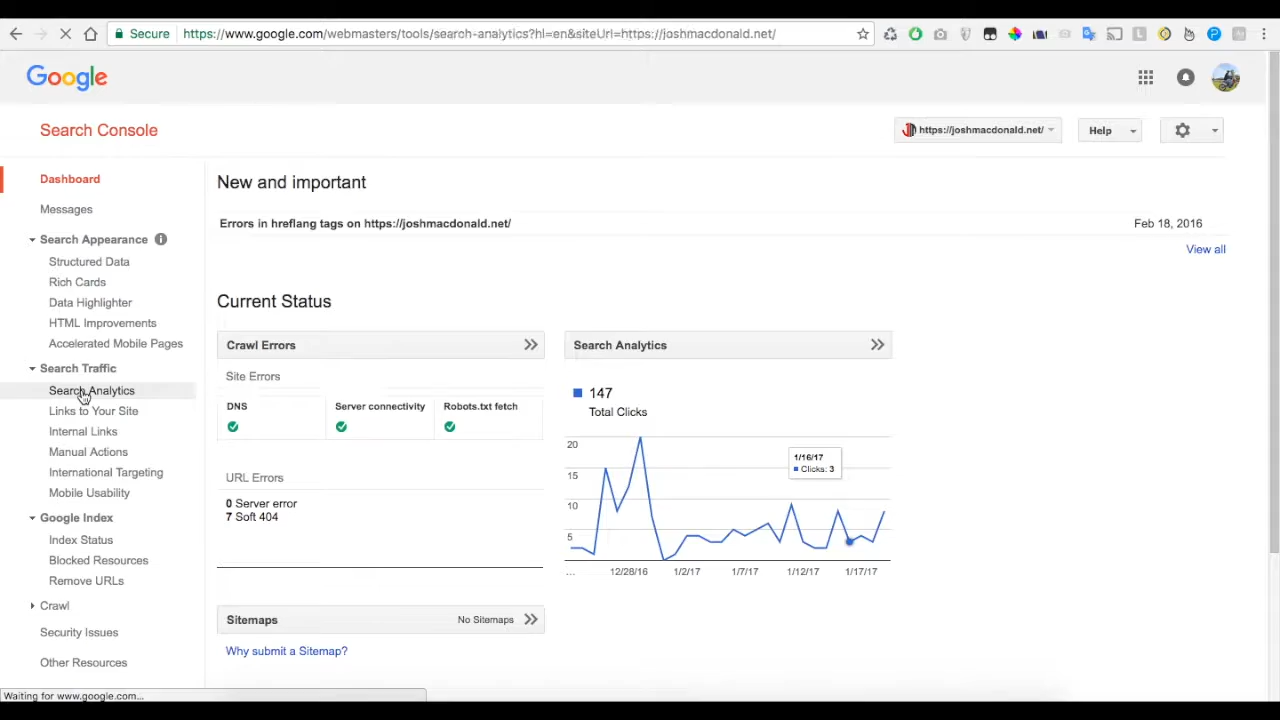 Secure https://www.google.com/webmasters/tools/search-analytics?hl=en&siteUrl=https://joshmacdonald.net/
Google
Search Console
https://joshmacdonald.net/
Help
Dashboard
Messages
Search Appearance
Structured Data
Rich Cards
Data Highlighter
HTML Improvements
Accelerated Mobile Pages
Search Traffic
Search Analytics
Links to Your Site
Internal Links
Manual Actions
International Targeting
Mobile Usability
Google Index
Index Status
Blocked Resources
Remove URLs
Crawl
Security Issues
Other Resources
New and important
Errors in hreflang tags on https://joshmacdonald.net/ Feb 18, 2016
View all
Current Status
Crawl Errors
Site Errors
DNS Server connectivity Robots.txt fetch
URL Errors
0 Server error
7 Soft 404
Sitemaps No Sitemaps
Why submit a Sitemap?
Search Analytics
147
Total Clicks
20
15
10
5
1/16/17
Clicks: 3
... 12/28/16 1/2/17 1/7/17 1/12/17 1/17/17
Waiting for www.google.com...